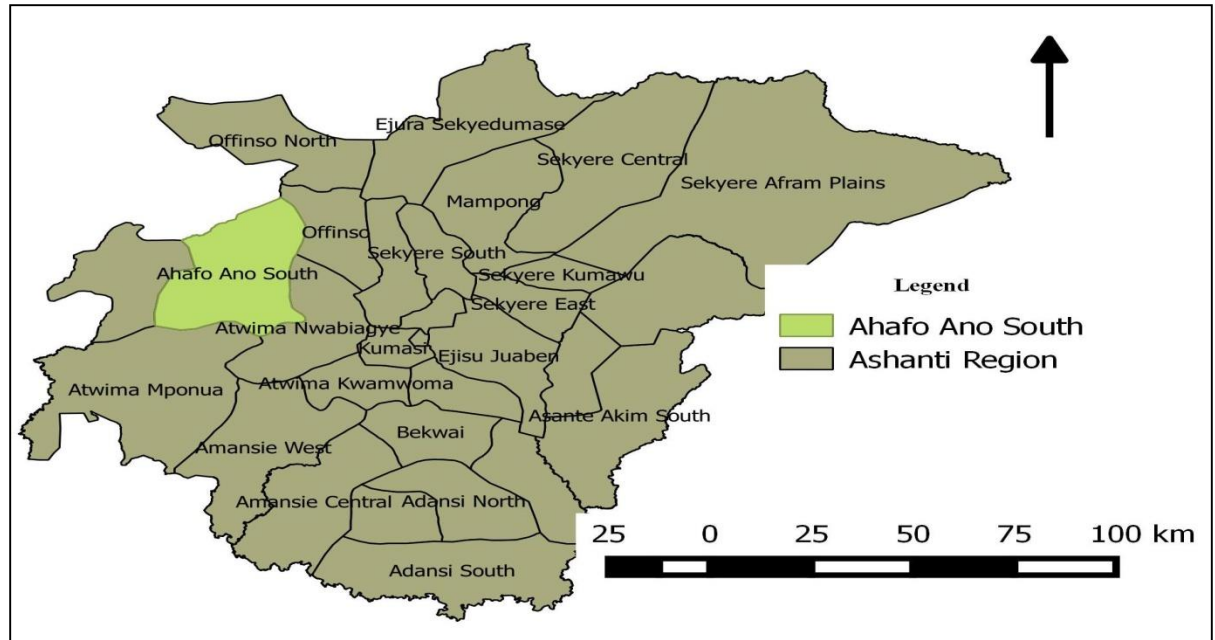 Ejura Sekyedumase
Offinso North
Sekyere Central
Sekyere Afram Plains
Mampong
Offinso
Sekyere South
Ahafo Ano South
Sekyere Kumawu
Sekyere East
Atwima Nwabiagye
Kumasi
Ejisu Juaben
Atwima Mponua
Atwima Kwamwoma
Asante Akim South
Bekwai
Amansie West
Amansie Central
Adansi North
Adansi South
Legend
Ahafo Ano South
Ashanti Region
25 0 25 50 75 100 km